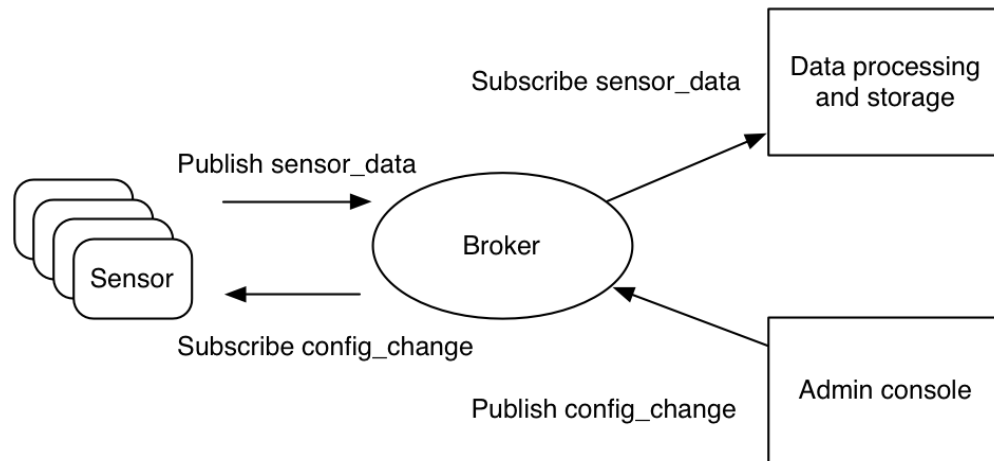 Subscribe sensor_data
Data processing
and storage
Publish sensor_data
Broker
Sensor
Subscribe config_change
Publish config_change
Admin console